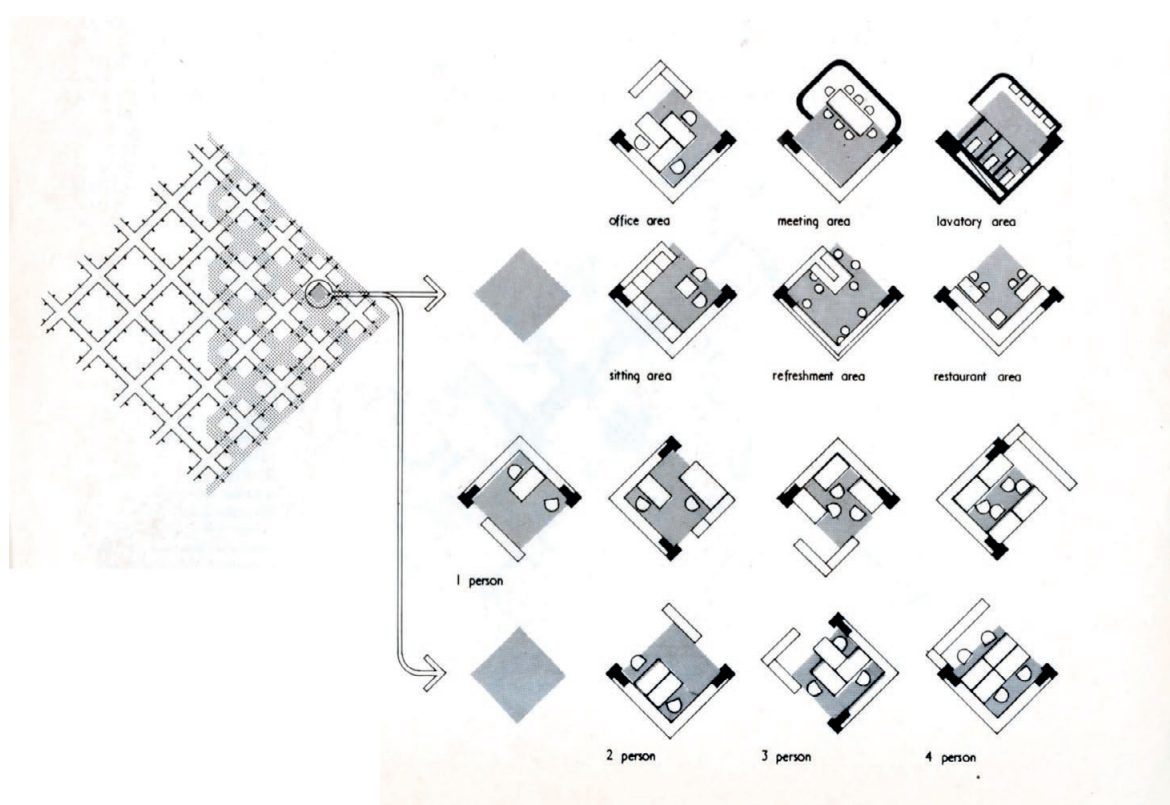 office area
meeting area
lavatory area
sitting area
refreshment area
restaurant area
1 person
2 person
3 person
4 person